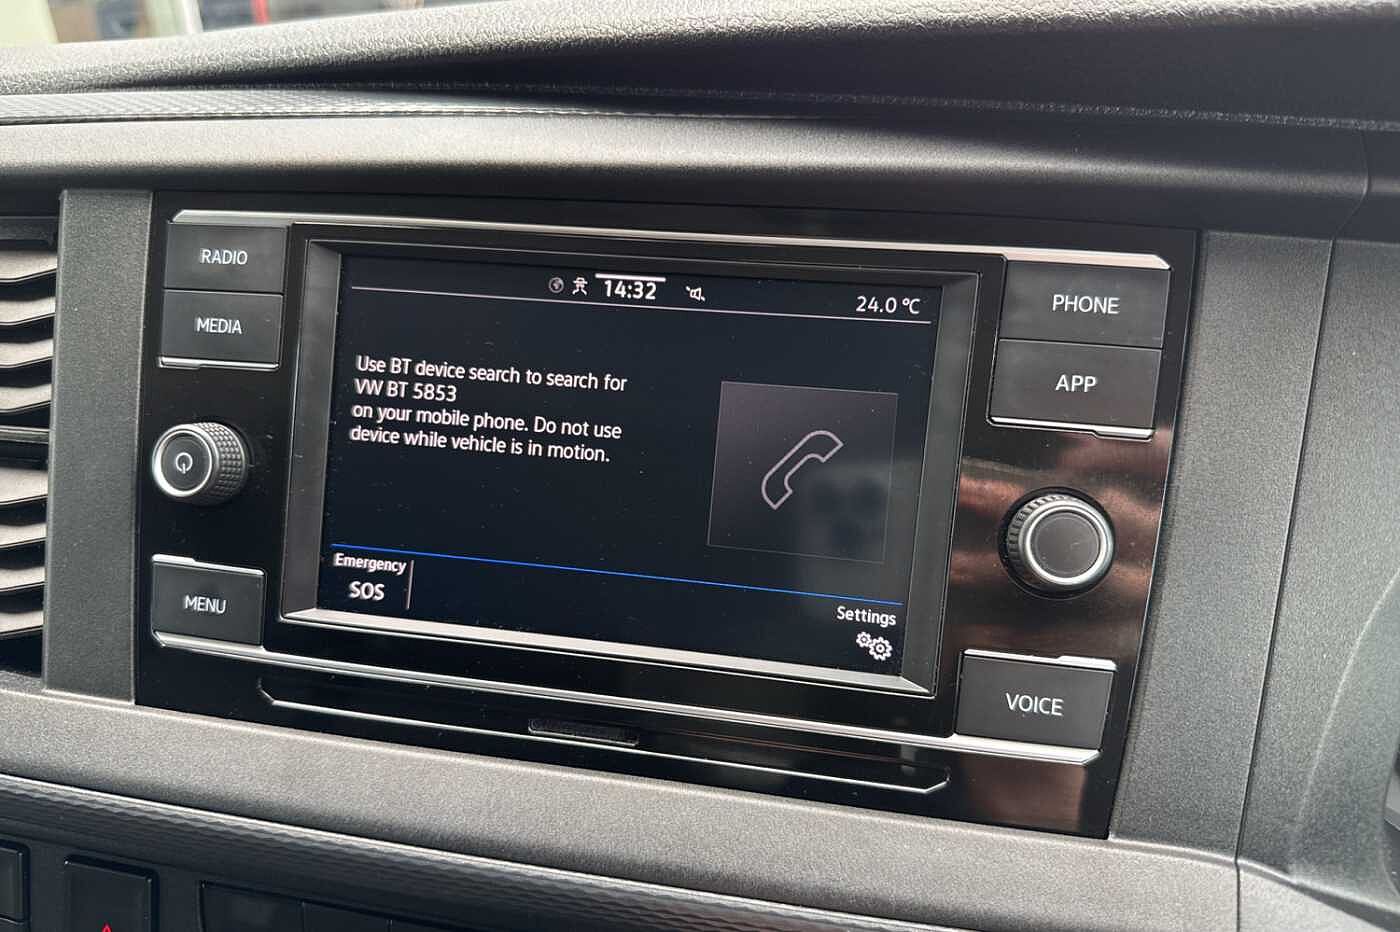 RADIO
MEDIA
MENU
14:32
24.0 °C
Use BT device search to search for
VW BT 5853
on your mobile phone. Do not use
device while vehicle is in motion.
Emergency
SOS
Settings
PHONE
APP
VOICE